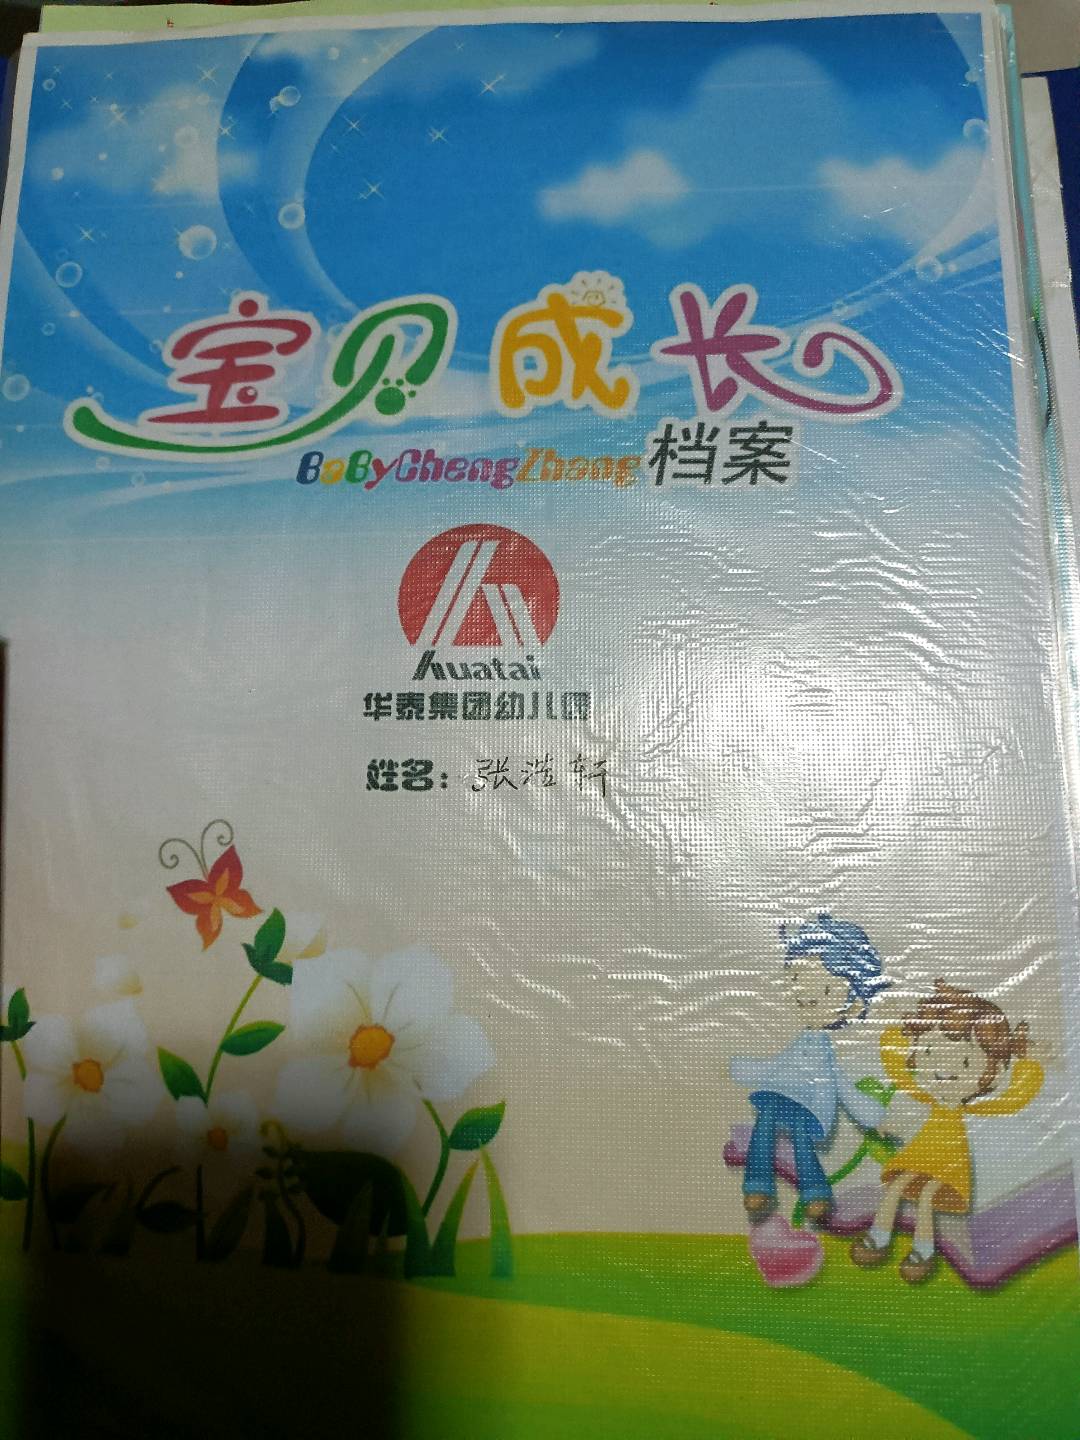 宝贝成长
BaByChengZhang档案
huatai
华泰集团幼儿园
姓名：张浩轩